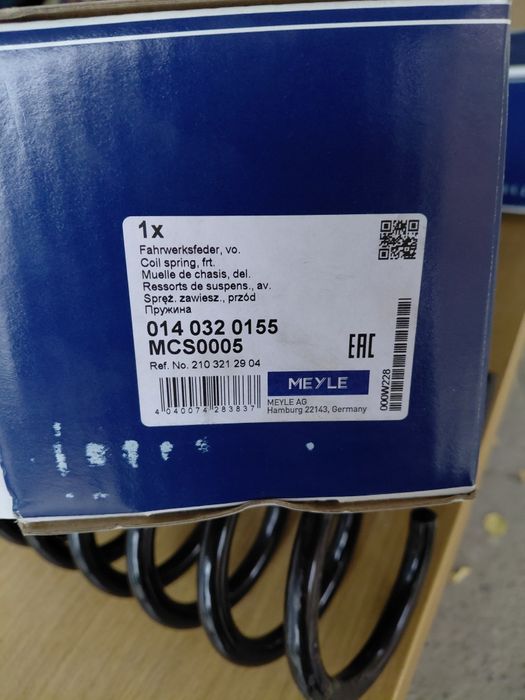 1x
Fahrwerksfeder, vo.
Coil spring, frt.
Muelle de chasis, del.
Ressorts de suspens., av.
Spręż. zawiesz., przód
Пружина
014 032 0155
MCS0005
Ref. No. 210 321 29 04
EAC
MEYLE
MEYLE AG
Hamburg 22143, Germany
4 040074 283837
000W228